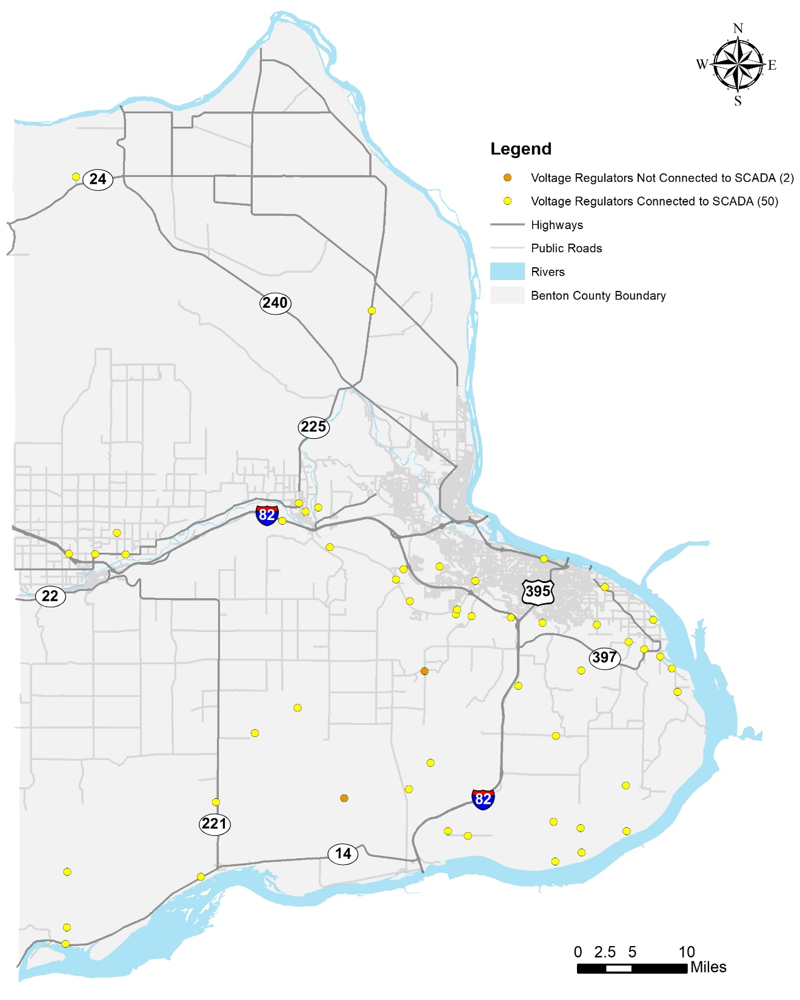 N
W E
S
Legend
Voltage Regulators Not Connected to SCADA (2)
Voltage Regulators Connected to SCADA (50)
Highways
Public Roads
Rivers
Benton County Boundary
24
240
225
82
22
395
397
82
221
14
0 2.5 5 10
Miles